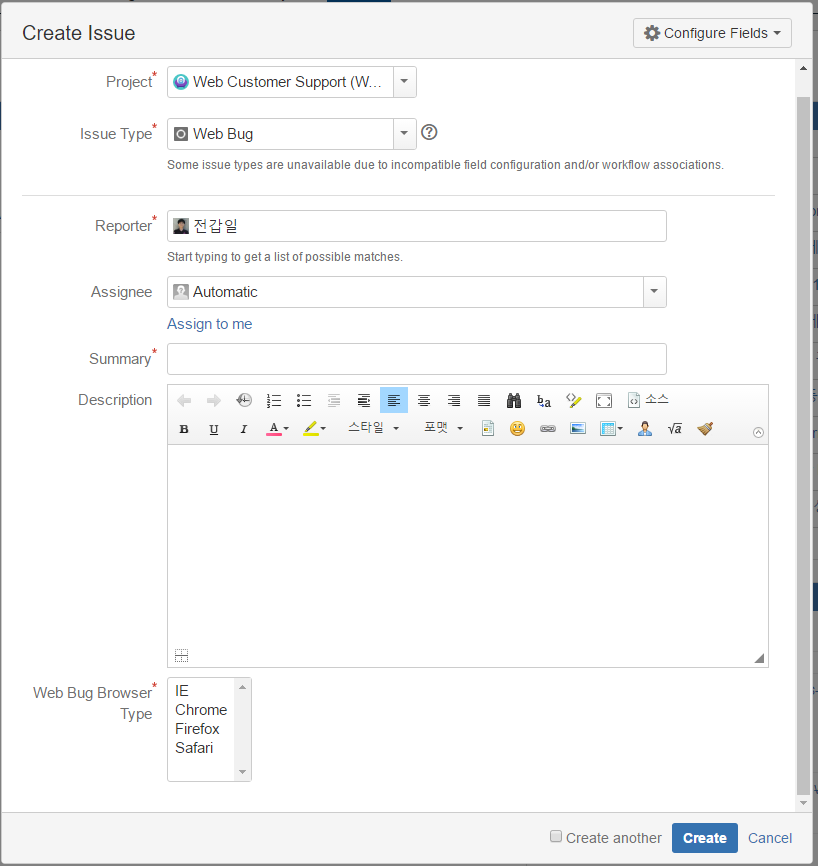 Create Issue
Configure Fields
Project*
Web Customer Support (W...
Issue Type*
Web Bug
Some issue types are unavailable due to incompatible field configuration and/or workflow associations.
Reporter*
전갑일
Start typing to get a list of possible matches.
Assignee
Automatic
Assign to me
Summary*
Description
소스
B U I A 스타일 포맷 √a
Web Bug Browser*
Type
IE
Chrome
Firefox
Safari
Create another
Create
Cancel